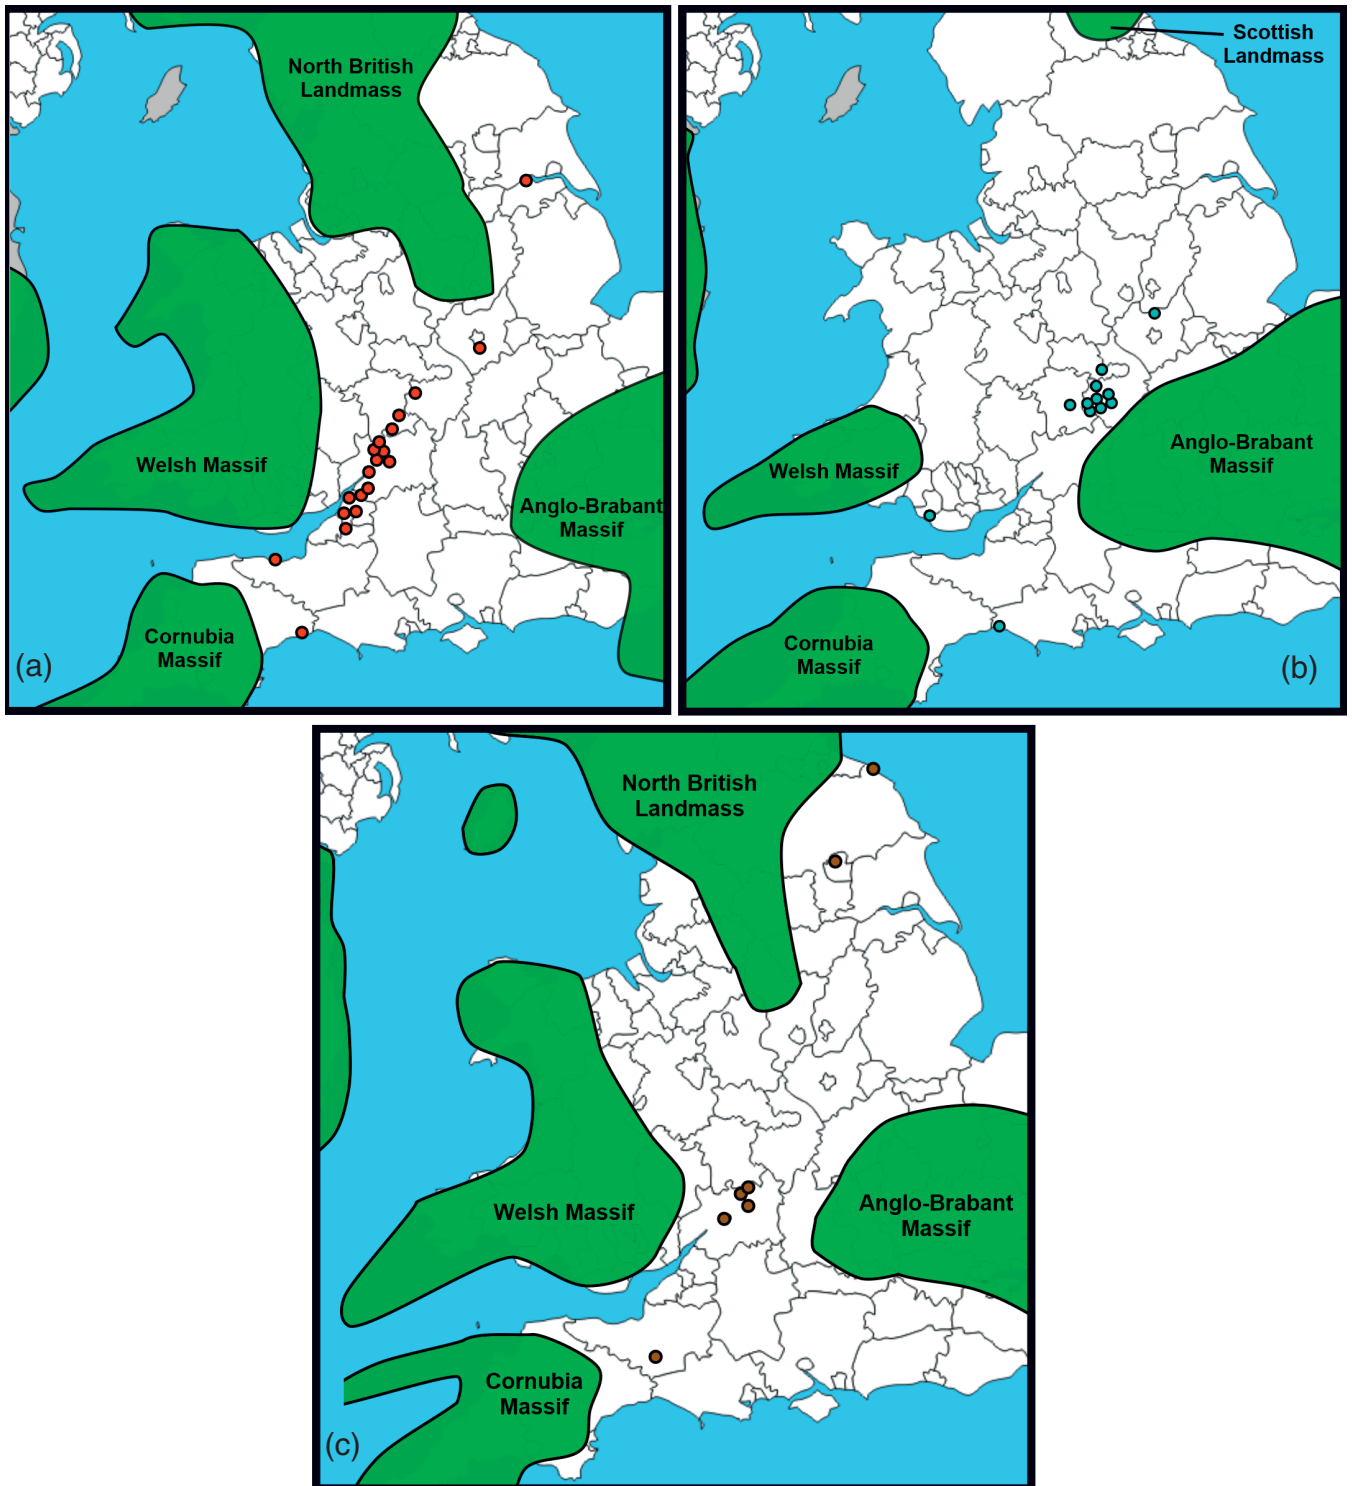 North British
Landmass
Welsh Massif
Anglo-Brabant
Massif
Cornubia
Massif
(a)
Scottish
Landmass
Anglo-Brabant
Massif
Welsh Massif
Cornubia
Massif
(b)
North British
Landmass
Welsh Massif
Anglo-Brabant
Massif
Cornubia
Massif
(c)